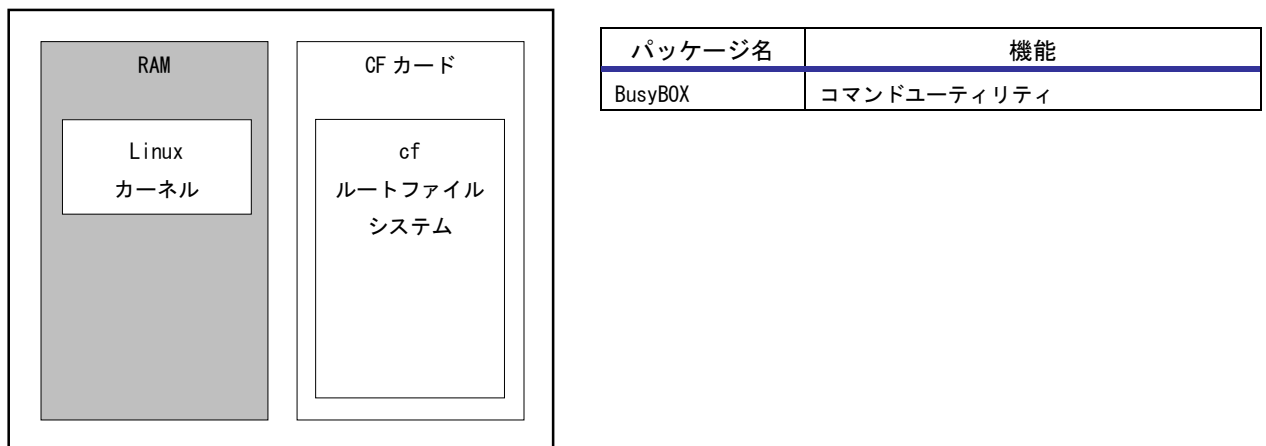 RAM
Linux
カーネル
CF カード
cf
ルートファイル
システム
パッケージ名 機能
BusyBOX コマンドユーティリティ